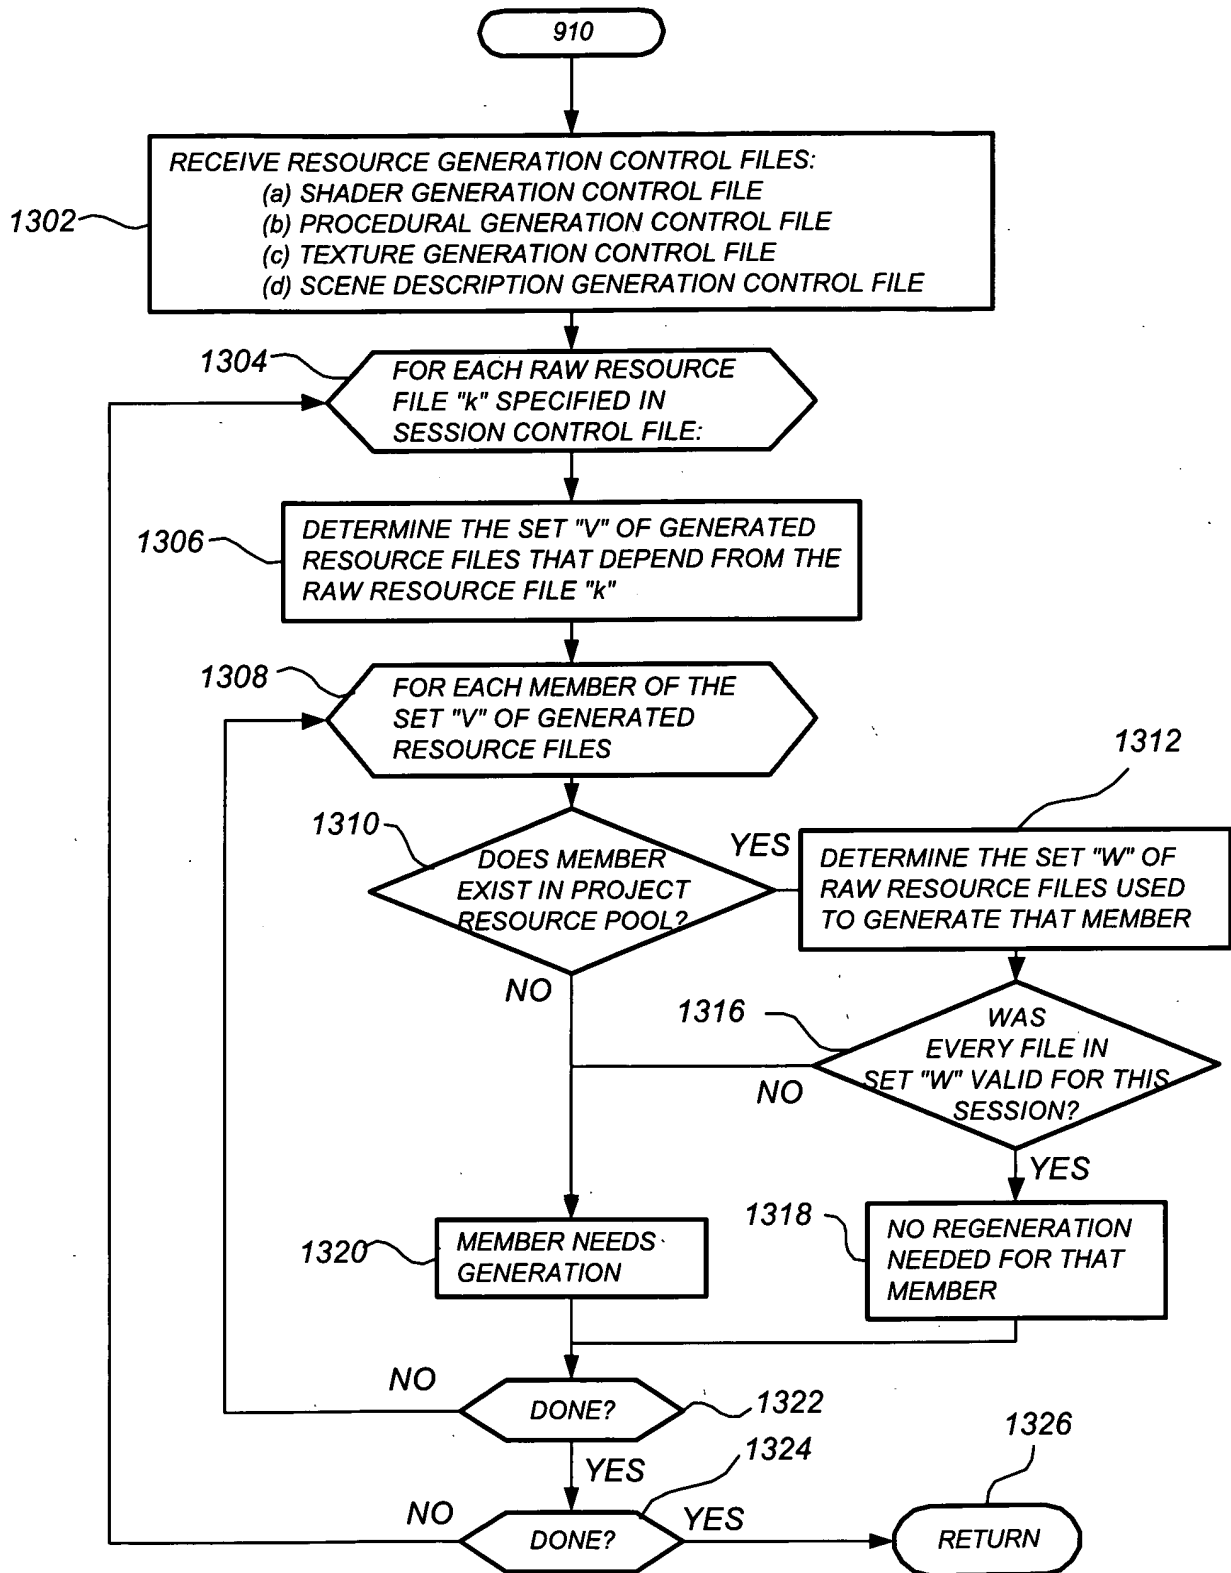 910
RECEIVE RESOURCE GENERATION CONTROL FILES:
(a) SHADER GENERATION CONTROL FILE
(b) PROCEDURAL GENERATION CONTROL FILE
(c) TEXTURE GENERATION CONTROL FILE
(d) SCENE DESCRIPTION GENERATION CONTROL FILE
1302
1304
FOR EACH RAW RESOURCE
FILE "k" SPECIFIED IN
SESSION CONTROL FILE:
1306
DETERMINE THE SET "V" OF GENERATED
RESOURCE FILES THAT DEPEND FROM THE
RAW RESOURCE FILE "k"
1308
FOR EACH MEMBER OF THE
SET "V" OF GENERATED
RESOURCE FILES
1310
DOES MEMBER
EXIST IN PROJECT
RESOURCE POOL?
YES
NO
1312
DETERMINE THE SET "W" OF
RAW RESOURCE FILES USED
TO GENERATE THAT MEMBER
1316
WAS
EVERY FILE IN
SET "W" VALID FOR THIS
SESSION?
NO
YES
1318
NO REGENERATION
NEEDED FOR THAT
MEMBER
1320
MEMBER NEEDS
GENERATION
NO
DONE?
1322
YES
1324
NO
DONE?
YES
1326
RETURN